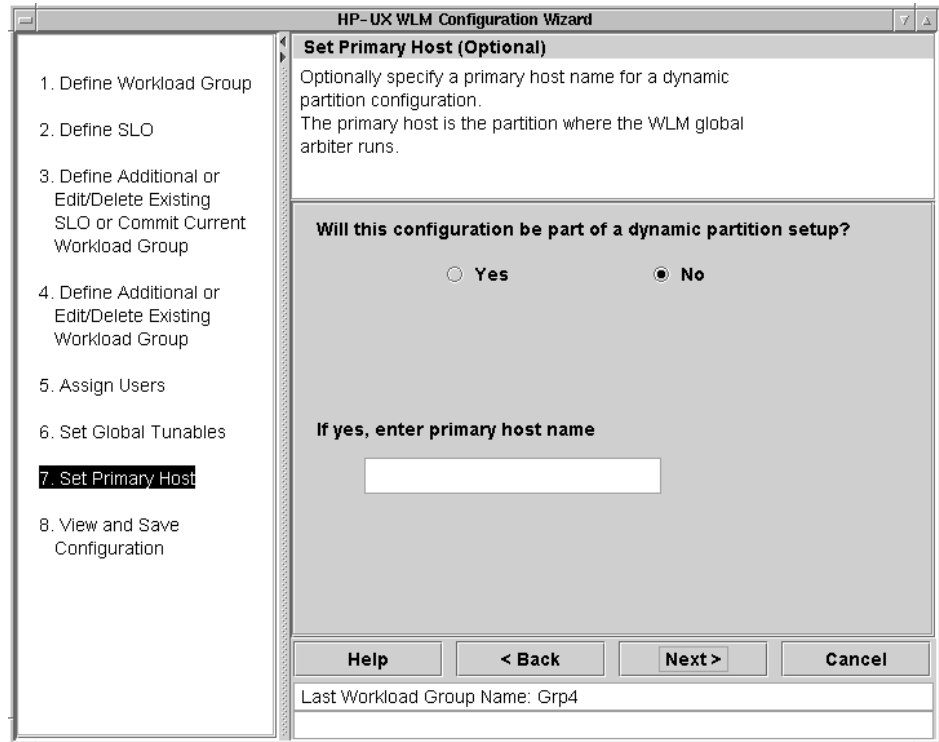 HP-UX WLM Configuration Wizard
1. Define Workload Group
2. Define SLO
3. Define Additional or
Edit/Delete Existing
SLO or Commit Current
Workload Group
4. Define Additional or
Edit/Delete Existing
Workload Group
5. Assign Users
6. Set Global Tunables
7. Set Primary Host
8. View and Save
Configuration
Set Primary Host (Optional)
Optionally specify a primary host name for a dynamic
partition configuration.
The primary host is the partition where the WLM global
arbiter runs.
Will this configuration be part of a dynamic partition setup?
Yes No
If yes, enter primary host name
Help < Back Next > Cancel
Last Workload Group Name: Grp4